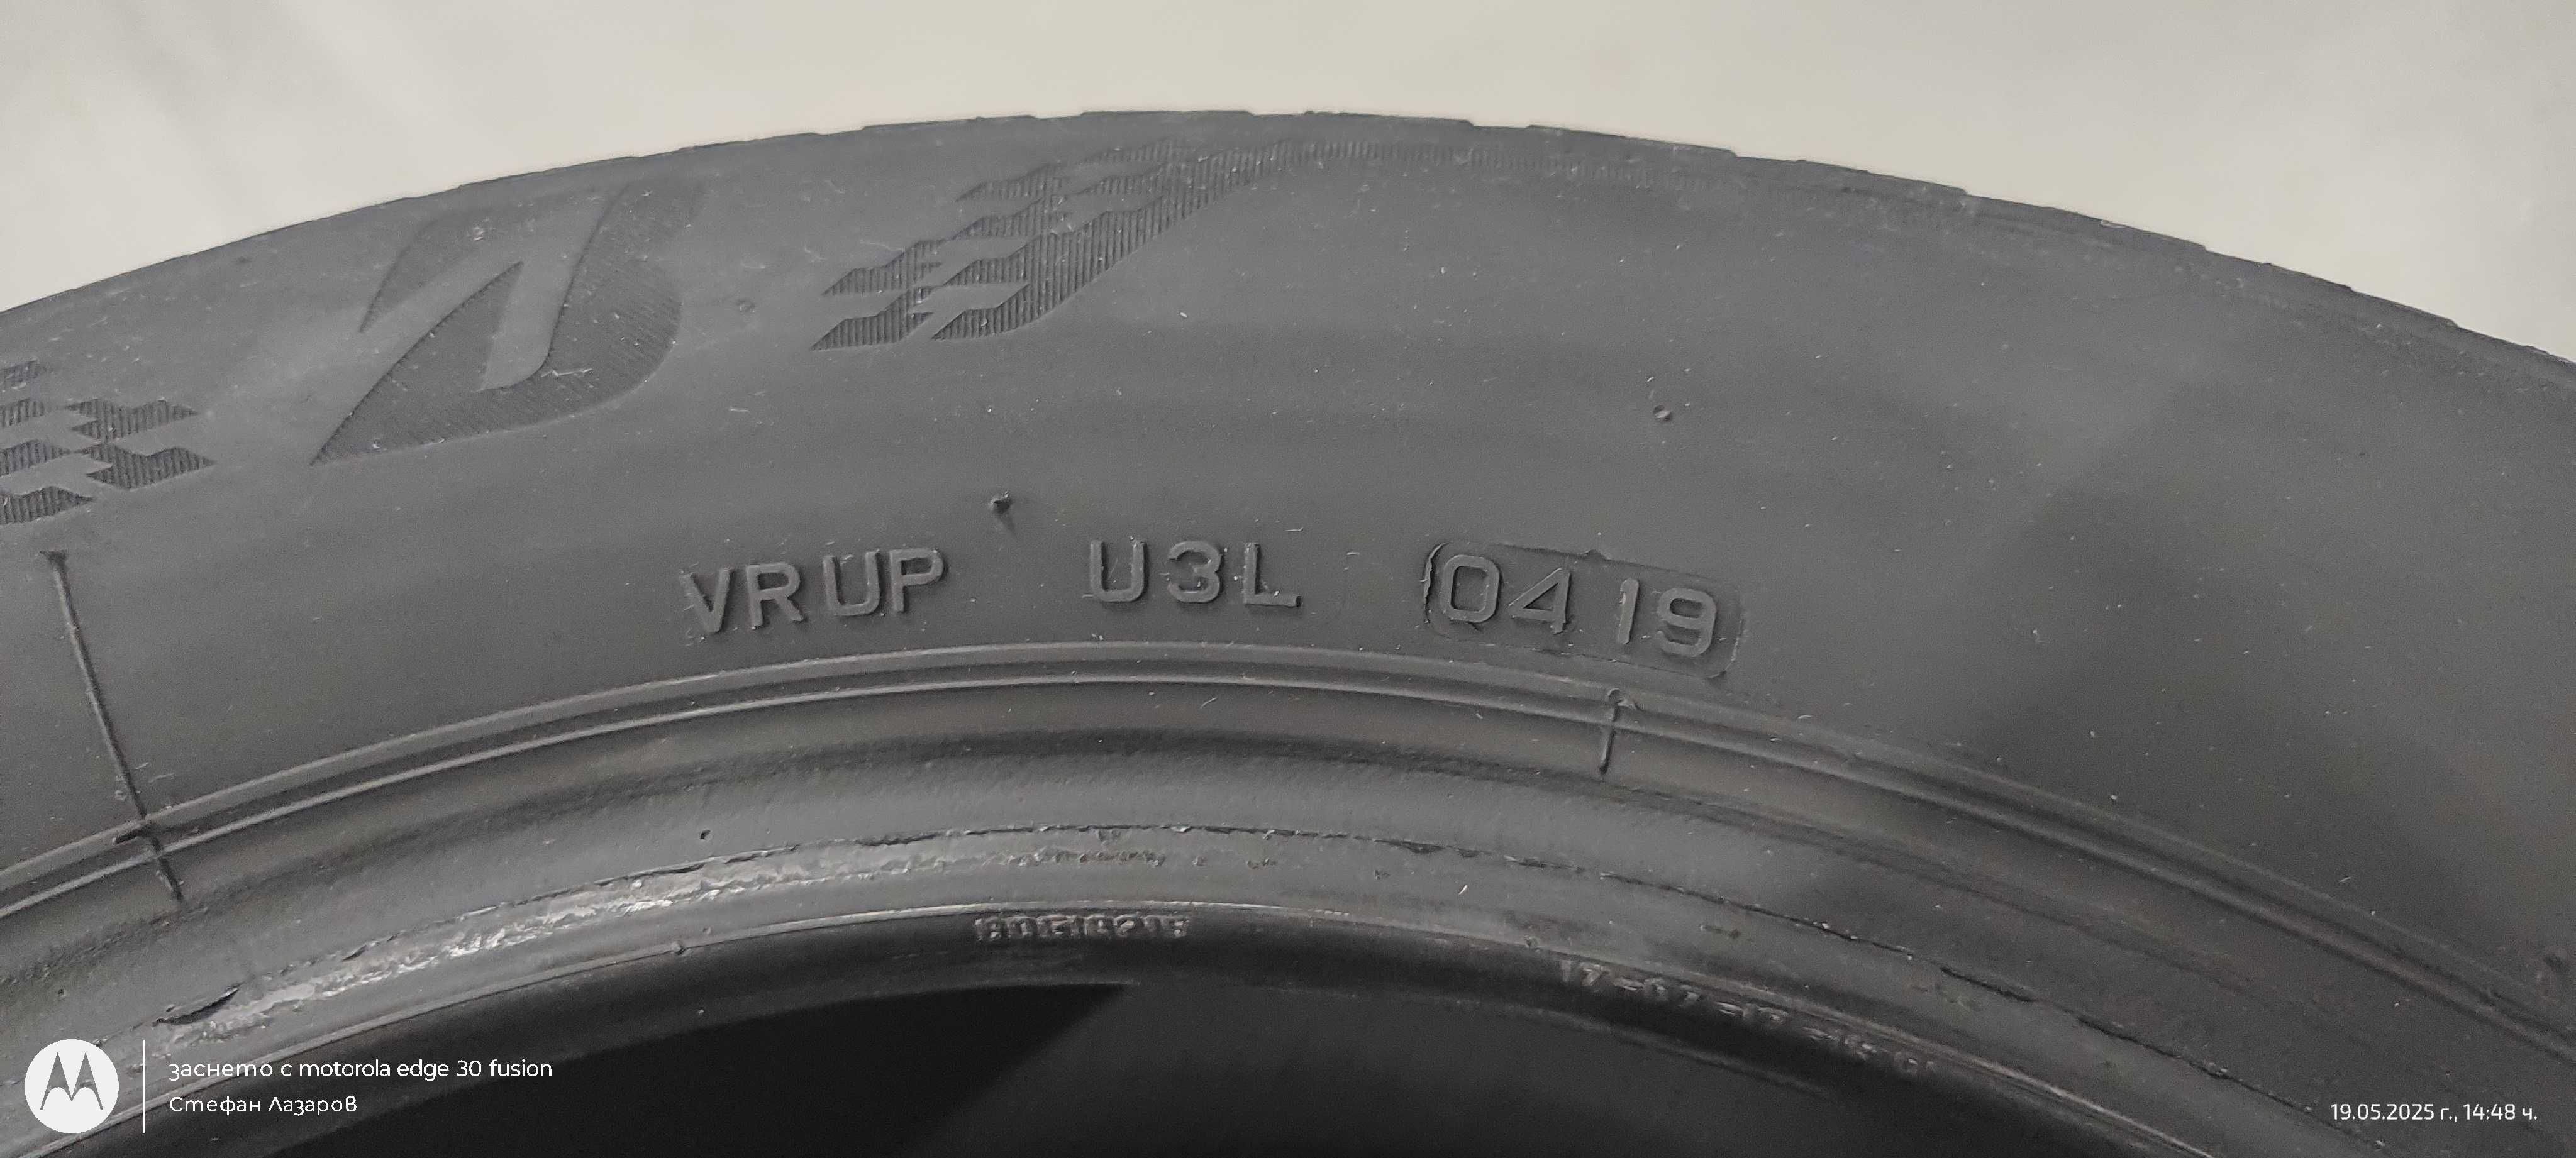 VRUP U3L 0419
заснето с motorola edge 30 fusion
Стефан Лазаров
19.05.2025 г., 14:48 ч.